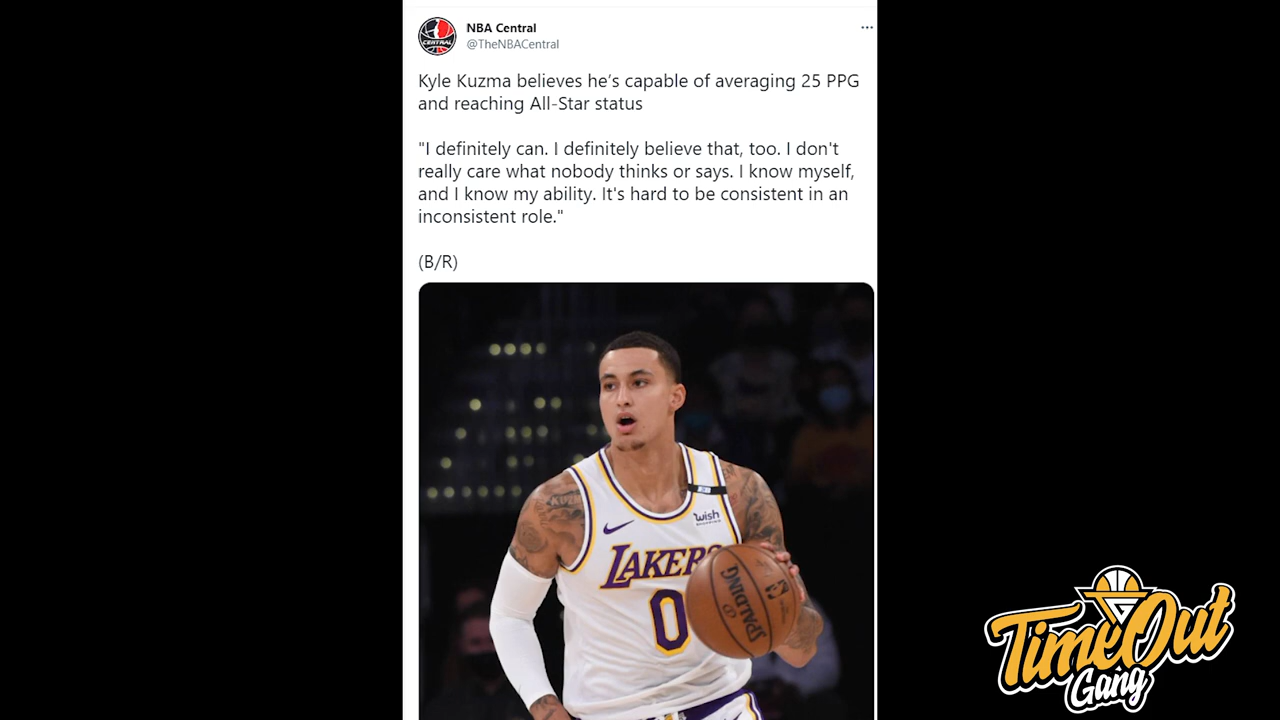 NBA Central
@TheNBACentral
Kyle Kuzma believes he's capable of averaging 25 PPG
and reaching All-Star status
"I definitely can. I definitely believe that, too. I don't
really care what nobody thinks or says. I know myself,
and I know my ability. It's hard to be consistent in an
inconsistent role."
(B/R)
wish
LAKERS
0
SPALDING
CENTRAL
TimeOut
Gang